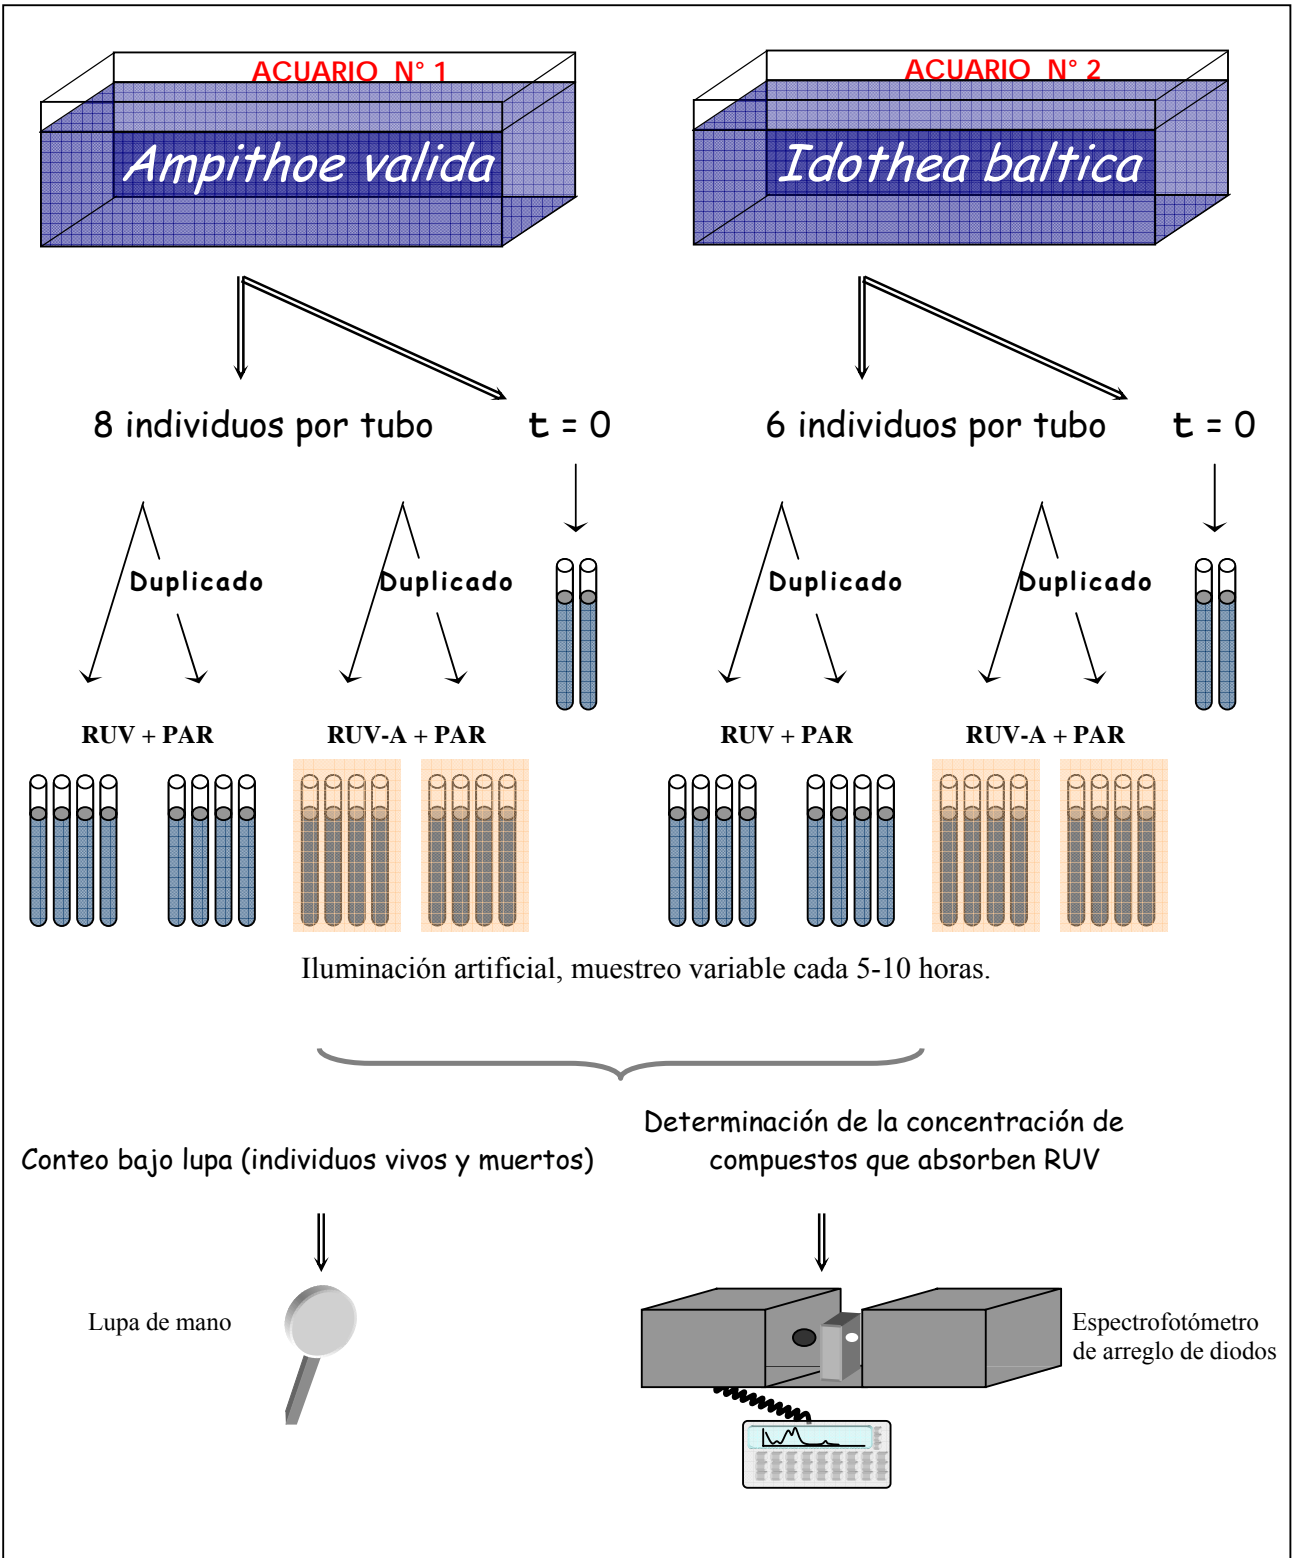 ACUARIO N° 1
Ampithoe valida
ACUARIO N° 2
Idothea baltica
8 individuos por tubo
t = 0
6 individuos por tubo
t = 0
Duplicado
Duplicado
Duplicado
Duplicado
RUV + PAR
RUV-A + PAR
RUV + PAR
RUV-A + PAR
Iluminación artificial, muestreo variable cada 5-10 horas.
Conteo bajo lupa (individuos vivos y muertos)
Determinación de la concentración de
compuestos que absorben RUV
Lupa de mano
Espectrofotómetro
de arreglo de diodos